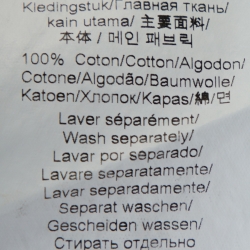 Kledingstuk/Главная ткань/
kain utama/主要面料/
本体/메인 패브릭
100% Coton/Cotton/Algodon/
Cotone/Algodão/Baumwolle/
Katoen/Хлопок/Kapas/綿/면
Laver séparément/
Wash separately/
Lavar por separado/
Lavare separatamente/
Lavar separadamente/
Separat waschen/
Gescheiden wassen/
Стирать отдельно